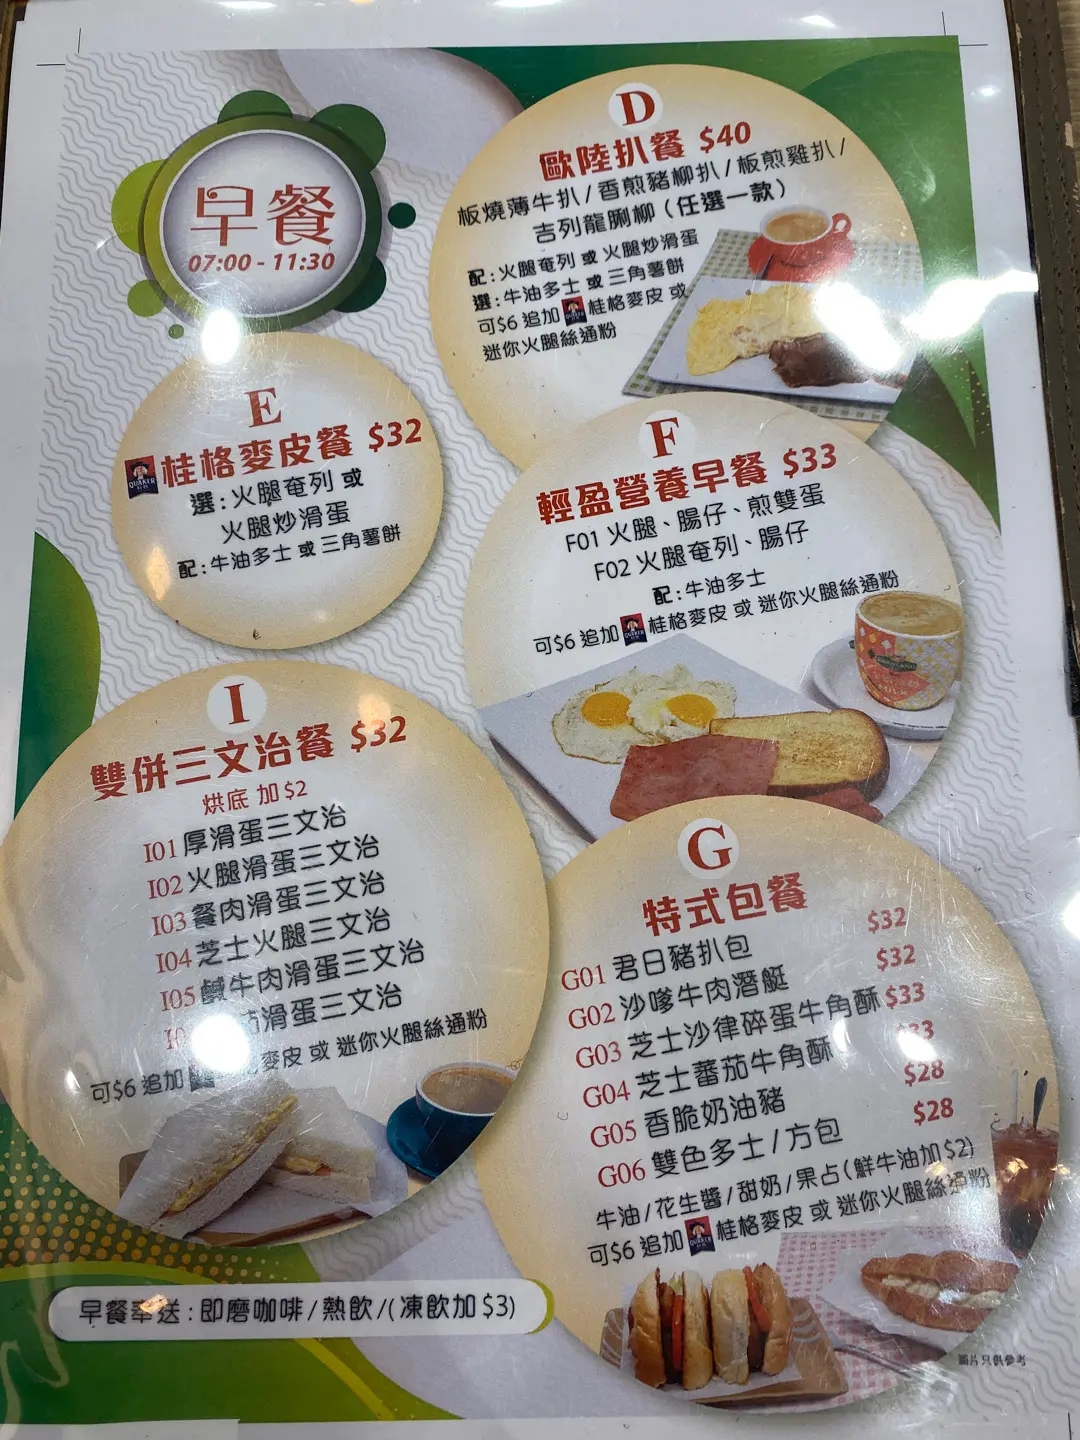 早餐
07:00 - 11:30
D
歐陸扒餐 $40
板燒薄牛扒/香煎豬柳扒/板煎雞扒/
吉列龍脷柳(任選一款)
配:火腿奄列 或 火腿炒滑蛋
選:牛油多士 或 三角薯餅
可$6 追加 桂格麥皮 或
迷你火腿絲通粉
E
QUAKER
桂格麥皮餐 $32
選:火腿奄列 或
火腿炒滑蛋
配:牛油多士 或 三角薯餅
F
輕盈營養早餐 $33
F01 火腿、腸仔、煎雙蛋
F02 火腿奄列、腸仔
配:牛油多士
可$6 追加 桂格麥皮 或 迷你火腿絲通粉
I
雙併三文治餐 $32
烘底 加$2
I01 厚滑蛋三文治
I02 火腿滑蛋三文治
I03 餐肉滑蛋三文治
I04 芝士火腿三文治
I05 鹹牛肉滑蛋三文治
滑蛋三文治
可$6 追加 麥皮 或 迷你火腿絲通粉
G
特式包餐
G01 君日豬扒包 $32
G02 沙嗲牛肉潛艇 $32
G03 芝士沙律碎蛋牛角酥 $33
G04 芝士蕃茄牛角酥 $33
G05 香脆奶油豬 $28
G06 雙色多士/方包 $28
牛油/花生醬/甜奶/果占(鮮牛油加$2)
可$6 追加 QUAKER 桂格麥皮 或 迷你火腿絲通粉
早餐奉送:即磨咖啡/熱飲/(凍飲加$3)
圖片只供參考